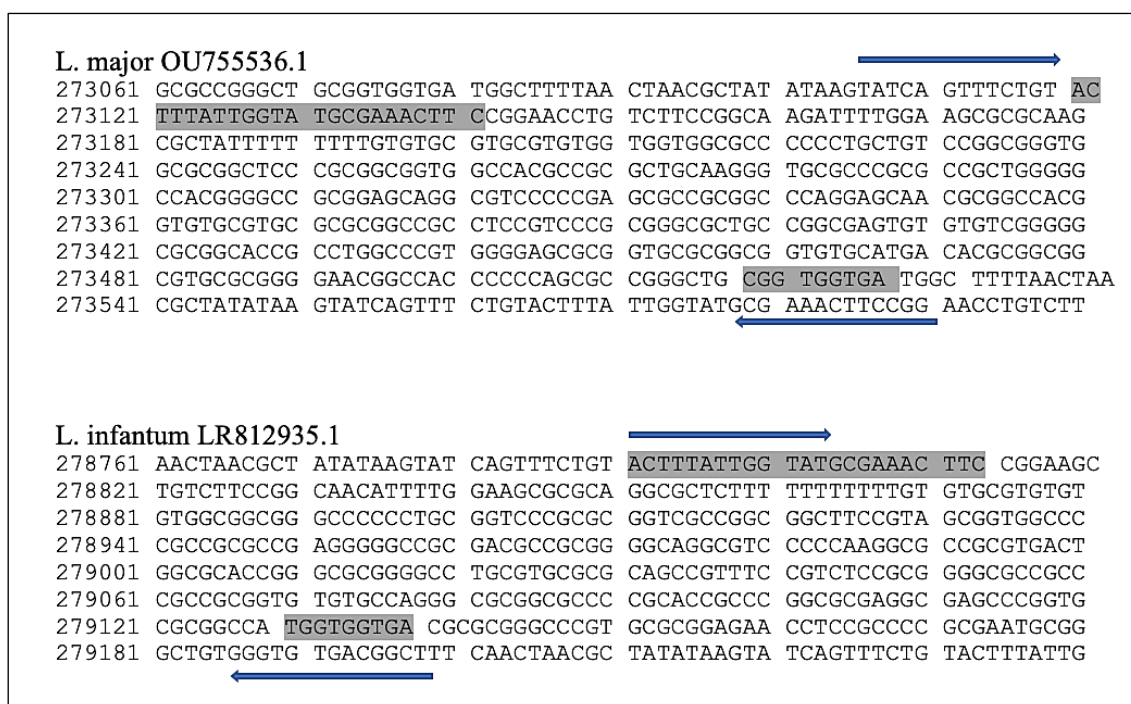 L. major OU755536.1
273061 GCGCCGGGCT GCGGTGGTGA TGGCTTTTAA CTAACGCTAT ATAAGTATCA GTTTCTGT AC
273121 TTTATTGGTA TGCGAAACTT CCGGAACCTG TCTTCCGGCA AGATTTTGGA AGCGCGCAAG
273181 CGCTATTTTT TTTTGTGTGCG GTGCGTGTGG TGGTGGCGCC CCCCTGCTGT CCGGCGGGTG
273241 GCGCGGCTCC CGCGGCGGTGG GCCACGCCGC GCTGCAAGGG TGCGCCCGCG CCGCTGGGGG
273301 CCACGGGGCC GCGGAGCAGG CGTCCCCCGA GCGCCGCGGC CCAGGAGCAA CGCGGCCACG
273361 GTGTGCGTGC GCGCGGCCGC CCTCCGTCCCG CGGGCGCTGC CGGCGAGTGT GTGTCGGGGG
273421 CGCGGCACCG CCTGGCCCGT GGGGAGCGCG GTGCGCGGCG GTGTGCATGA CACGCGGCGG
273481 CGTGCGCGGG GAACGGCCAC CCCCCAGCGC CGGGCTG CGG TGGTGA TGGC TTTTAACTAA
273541 CGCTATATAA GTATCAGTTT CTGTACTTTA TTGGTATGCG AAACTTCCGG AACCTGTCTT
L. infantum LR812935.1
278761 AACTAACGCT ATATAAGTAT CAGTTTCTGT ACTTTATTGG TATGCGAAAC TTC CGGAAGC
278821 TGTCTTCCGG CAACATTTTG GAAGCGCGCA GGCGCTCTTT TTTTTTTTGT GTGCGTGTGT
278881 GTGGCGGCGG GCCCCCCTGC GGTCCCGCGC GGTCGCCGGC GGCTTCCGTA GCGGTGGCCC
278941 CGCCGCGCCG AGGGGGCCGC GACGCCGCGG GGCAGGCGTC CCCCAAGGCG CCGCGTGACT
279001 GGCGCACCGG GCGCGGGGCC TGCGTGCGCG CAGCCGTTTC CGTCTCCGCG GGGCGCCGCC
279061 CGCCGCGGTG TGTGCCAGGG CGCGGCGCCC CGCACCGCCC GGCGCGAGGC GAGCCCGGTG
279121 CGCGGCCA TGGTGGTGA CGCGCGGGCCCGT GCGCGGAGAA CCTCCGCCCC GCGAATGCGG
279181 GCTGTGGGTG TGACGGCTTT CAACTAACGC TATATAAGTA TCAGTTTCTG TACTTTATTG